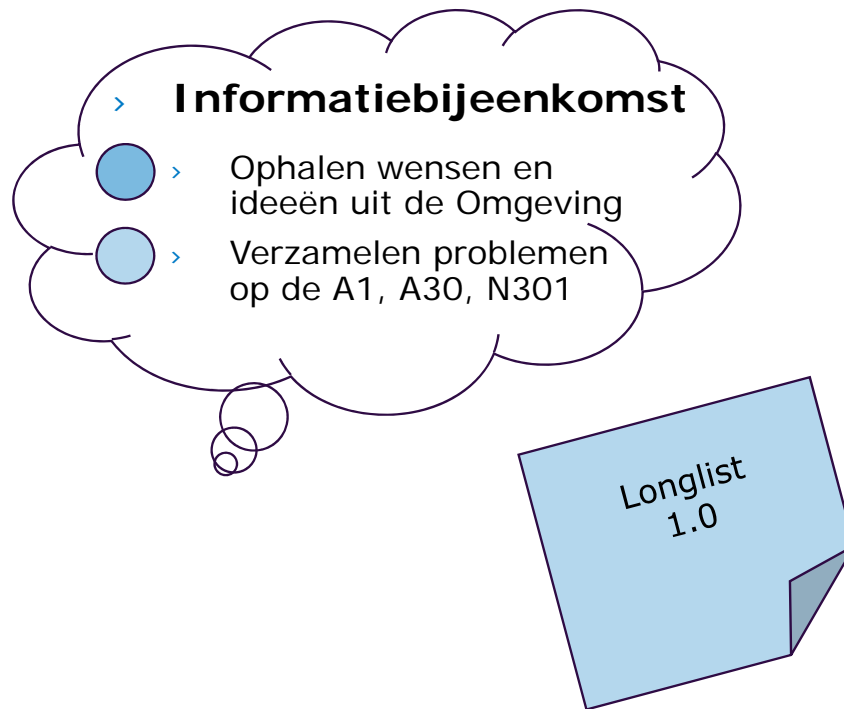 › Informatiebijeenkomst
› Ophalen wensen en
ideeën uit de Omgeving
› Verzamelen problemen
op de A1, A30, N301
Longlist
1.0